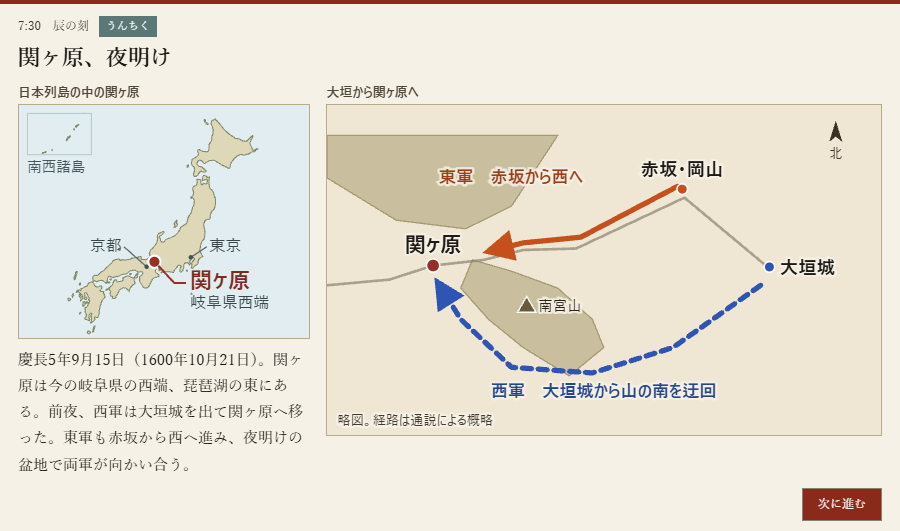 7:30 辰の刻 うんちく
関ヶ原、夜明け
日本列島の中の関ヶ原
南西諸島
京都
東京
関ヶ原
岐阜県西端
慶長5年9月15日（1600年10月21日）。関ヶ
原は今の岐阜県の西端、琵琶湖の東にあ
る。前夜、西軍は大垣城を出て関ヶ原へ移
った。東軍も赤坂から西へ進み、夜明けの
盆地で両軍が向かい合う。
大垣から関ヶ原へ
北
東軍　赤坂から西へ
赤坂・岡山
関ヶ原
大垣城
南宮山
西軍　大垣城から山の南を迂回
略図。経路は通説による概略
次に進む